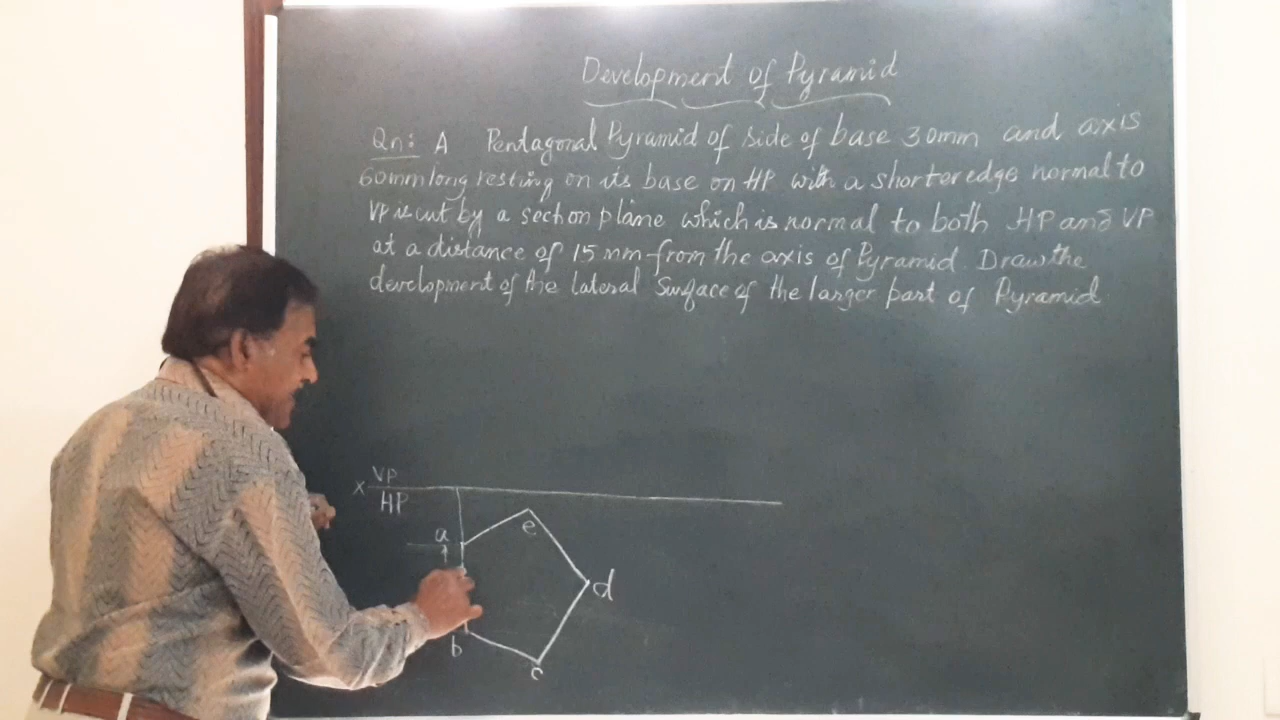 Development of Pyramid
Qn: A Pentagonal Pyramid of side of base 30mm and axis
60mm long resting on its base on HP with a shorter edge normal to
VP is cut by a section plane which is normal to both HP and VP
at a distance of 15 mm from the axis of Pyramid. Draw the
development of the lateral Surface of the larger part of Pyramid
X VP
HP
a
e
d
b
c